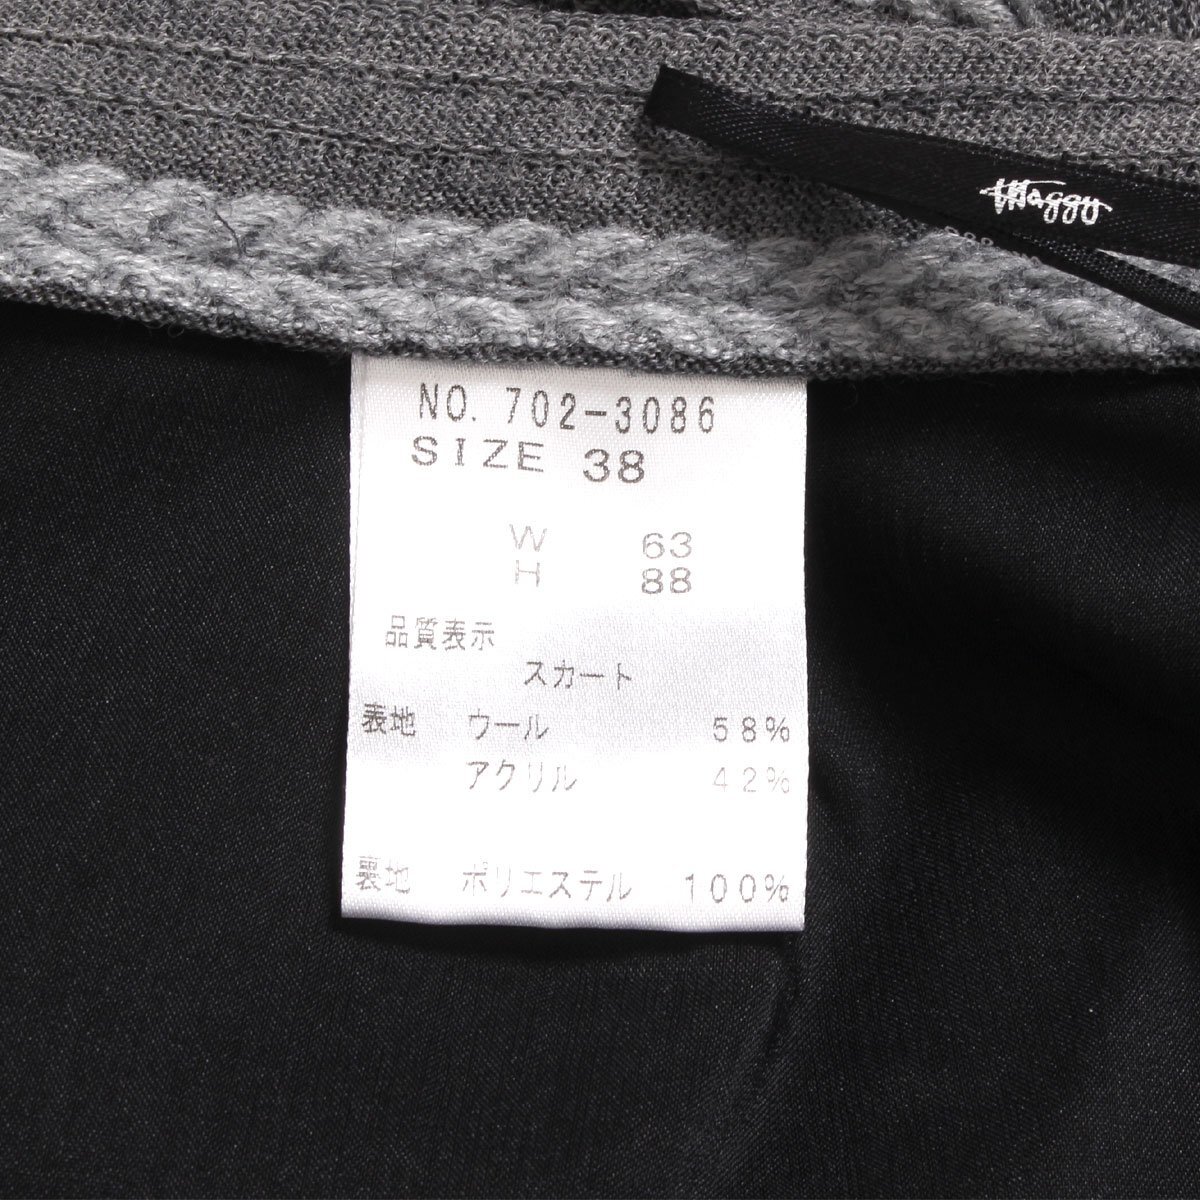 Maggy
NO. 702-3086
SIZE 38
W 63
H 88
品質表示
スカート
表地 ウール 58%
アクリル 42%
裏地 ポリエステル 100%